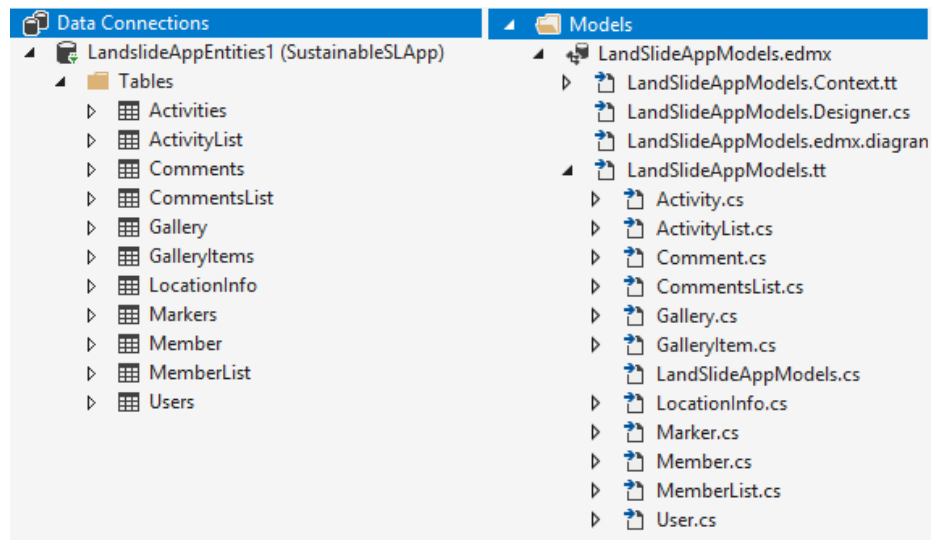 Data Connections
LandslideAppEntities1 (SustainableSLApp)
Tables
Activities
ActivityList
Comments
CommentsList
Gallery
GalleryItems
LocationInfo
Markers
Member
MemberList
Users
Models
LandSlideAppModels.edmx
LandSlideAppModels.Context.tt
LandSlideAppModels.Designer.cs
LandSlideAppModels.edmx.diagran
LandSlideAppModels.tt
Activity.cs
ActivityList.cs
Comment.cs
CommentsList.cs
Gallery.cs
GalleryItem.cs
LandSlideAppModels.cs
LocationInfo.cs
Marker.cs
Member.cs
MemberList.cs
User.cs